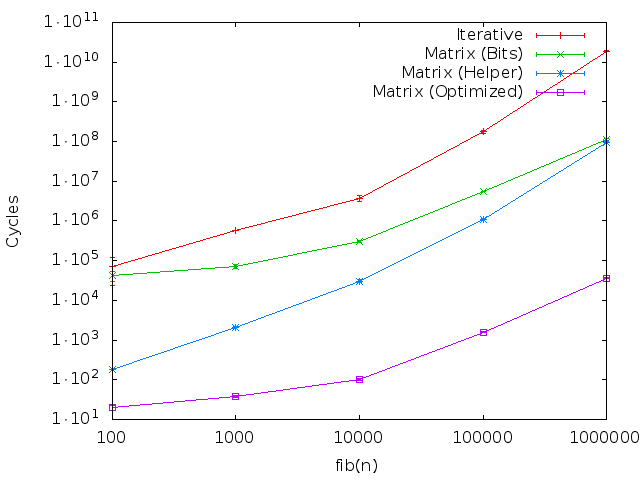 1·10¹¹
1·10¹⁰
1·10⁹
1·10⁸
1·10⁷
1·10⁶
1·10⁵
1·10⁴
1·10³
1·10²
1·10¹
Cycles
Iterative
Matrix (Bits)
Matrix (Helper)
Matrix (Optimized)
100 1000 10000 100000 1000000
fib(n)